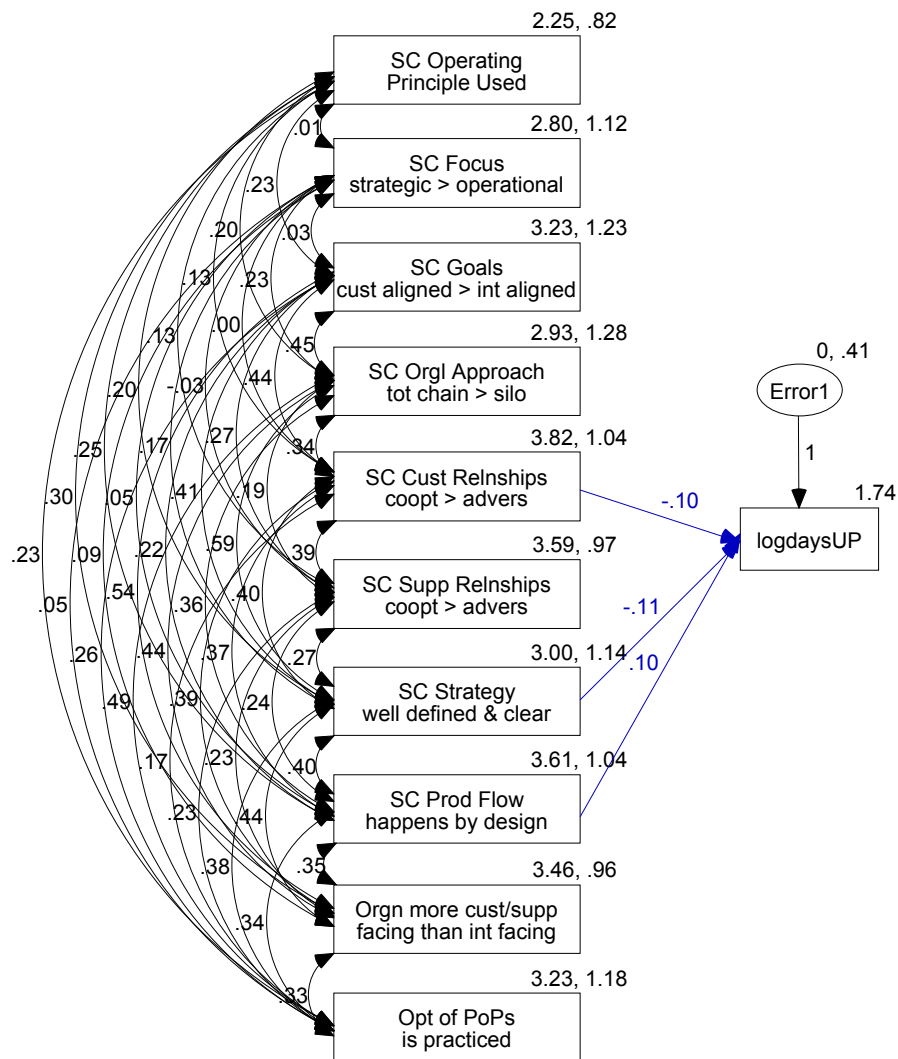 2.25, .82
SC Operating
Principle Used
.01
2.80, 1.12
SC Focus
strategic > operational
.23
.03
3.23, 1.23
SC Goals
cust aligned > int aligned
.20
.13
.23
.00
.45
2.93, 1.28
SC Orgl Approach
tot chain > silo
.13
-.03
.44
0, .41
Error1
1
.20
.25
.17
.27
.34
3.82, 1.04
SC Cust Relnships
coopt > advers
-.10
1.74
logdaysUP
.30
.05
.41
.19
.23
.09
.22
.59
.39
3.59, .97
SC Supp Relnships
coopt > advers
-.11
.05
.54
.36
.40
.26
.44
.37
.27
3.00, 1.14
SC Strategy
well defined & clear
.10
.49
.39
.24
.17
.23
.40
3.61, 1.04
SC Prod Flow
happens by design
.23
.44
.38
.35
3.46, .96
Orgn more cust/supp
facing than int facing
.34
.33
3.23, 1.18
Opt of PoPs
is practiced